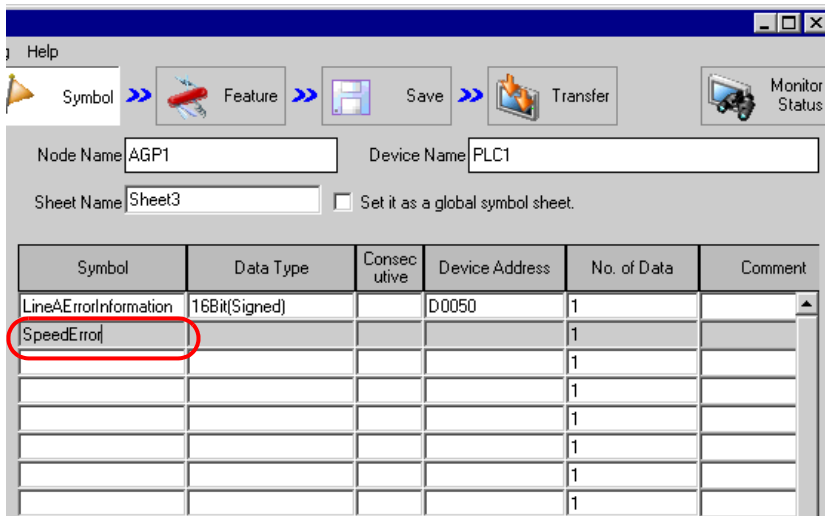 Help
Symbol Feature Save Transfer Monitor Status
Node Name AGP1 Device Name PLC1
Sheet Name Sheet3 Set it as a global symbol sheet.
Symbol Data Type Consecutive Device Address No. of Data Comment
LineAErrorInformation 16Bit(Signed) D0050 1
SpeedError 1
1
1
1
1
1
1